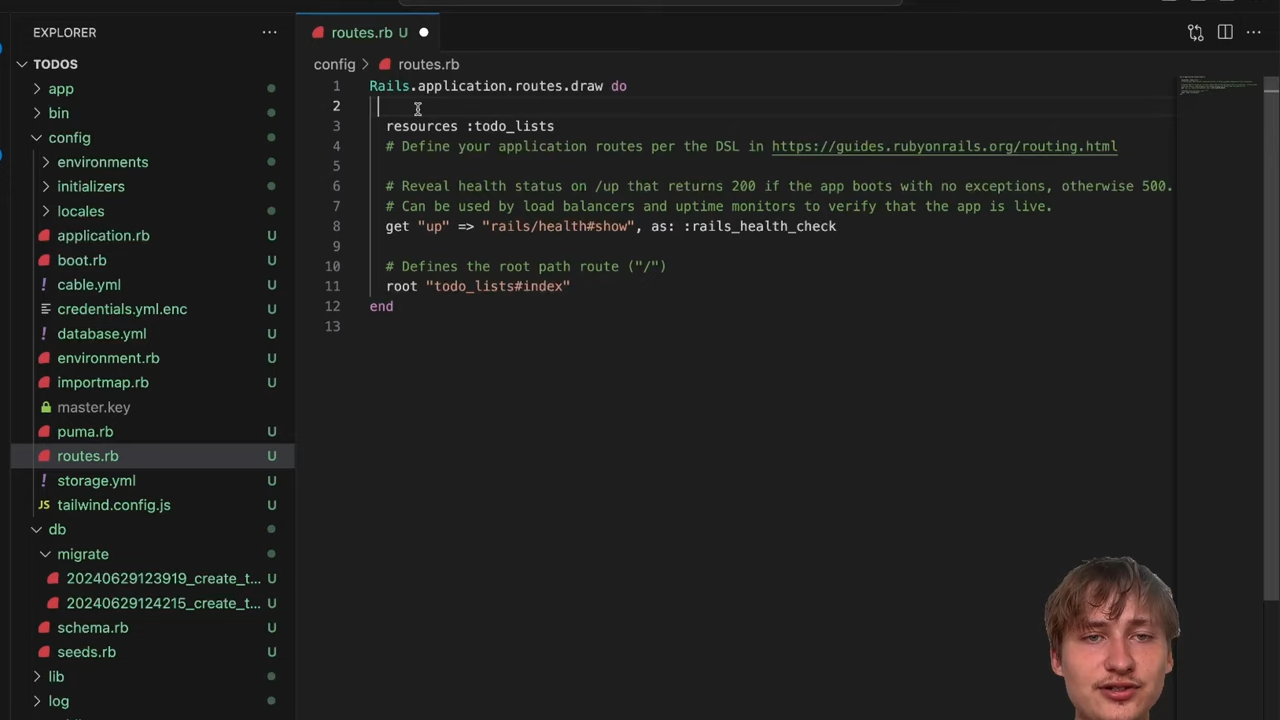 EXPLORER
TODOS
app
bin
config
environments
initializers
locales
application.rb U
boot.rb U
cable.yml U
credentials.yml.enc U
database.yml U
environment.rb U
importmap.rb U
master.key
puma.rb U
routes.rb U
storage.yml U
JS tailwind.config.js U
db
migrate
20240629123919_create_t... U
20240629124215_create_t... U
schema.rb U
seeds.rb U
lib
log
routes.rb U
config > routes.rb
1 Rails.application.routes.draw do
2
3 resources :todo_lists
4 # Define your application routes per the DSL in https://guides.rubyonrails.org/routing.html
5
6 # Reveal health status on /up that returns 200 if the app boots with no exceptions, otherwise 500.
7 # Can be used by load balancers and uptime monitors to verify that the app is live.
8 get "up" => "rails/health#show", as: :rails_health_check
9
10 # Defines the root path route ("/")
11 root "todo_lists#index"
12 end
13